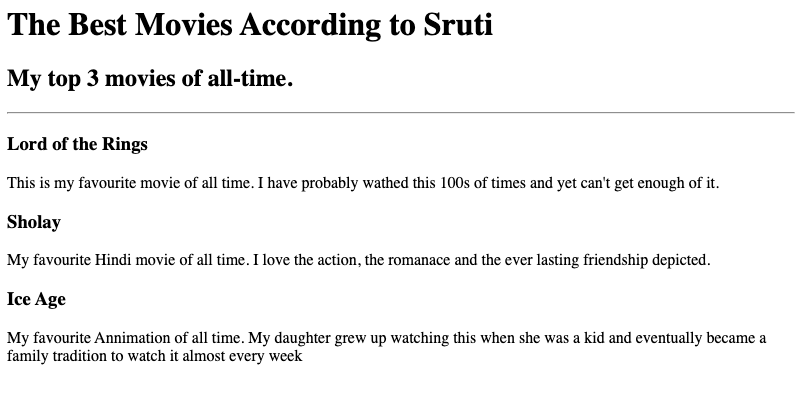 The Best Movies According to Sruti
My top 3 movies of all-time.
Lord of the Rings
This is my favourite movie of all time. I have probably wathed this 100s of times and yet can't get enough of it.
Sholay
My favourite Hindi movie of all time. I love the action, the romanace and the ever lasting friendship depicted.
Ice Age
My favourite Annimation of all time. My daughter grew up watching this when she was a kid and eventually became a
family tradition to watch it almost every week